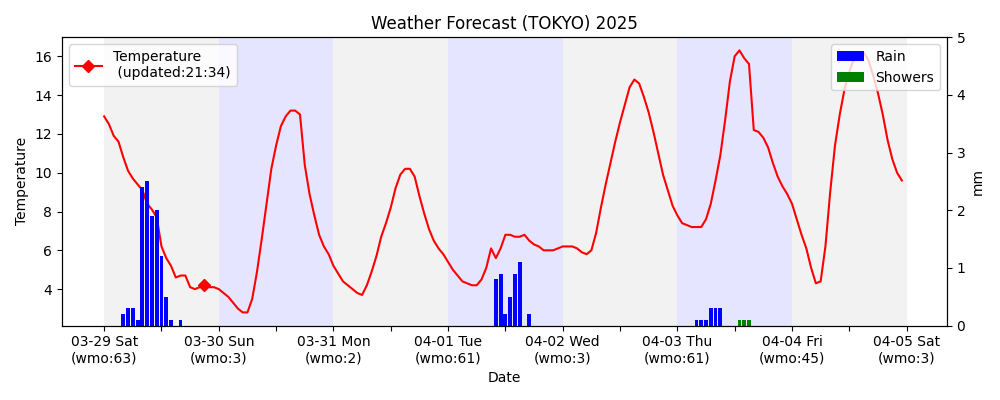 Weather Forecast (TOKYO) 2025
Temperature
(updated:21:34)
Rain
Showers
16
14
12
10
8
6
4
Temperature
5
4
3
2
1
0
mm
03-29 Sat
(wmo:63)
03-30 Sun
(wmo:3)
03-31 Mon
(wmo:2)
04-01 Tue
(wmo:61)
04-02 Wed
(wmo:3)
04-03 Thu
(wmo:61)
04-04 Fri
(wmo:45)
04-05 Sat
(wmo:3)
Date